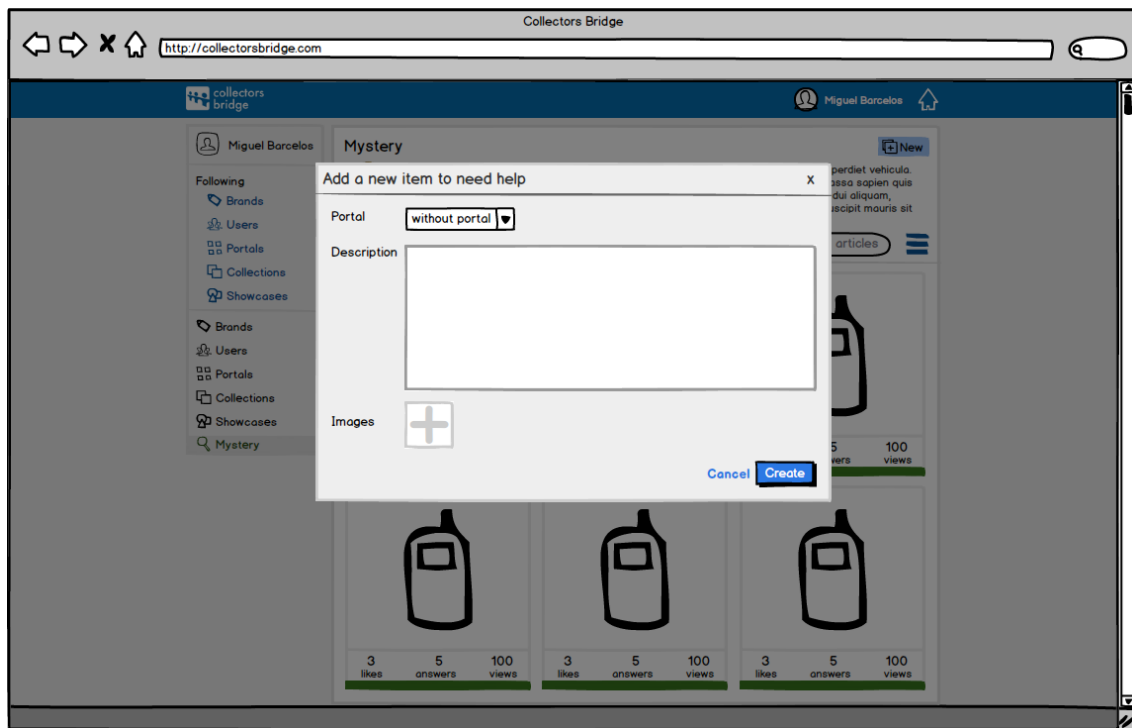 Collectors Bridge
http://collectorsbridge.com
collectors
bridge
Miguel Barcelos
Miguel Barcelos
Following
Brands
Users
Portals
Collections
Showcases
Brands
Users
Portals
Collections
Showcases
Mystery
Mystery
New
perdiet vehicula.
sapien quis
dui aliquam,
mauris sit
articles
Add a new item to need help
x
Portal
without portal
Description
Images
Cancel
Create
5 100
views
3 5 100
likes answers views
3 5 100
likes answers views
3 5 100
likes answers views